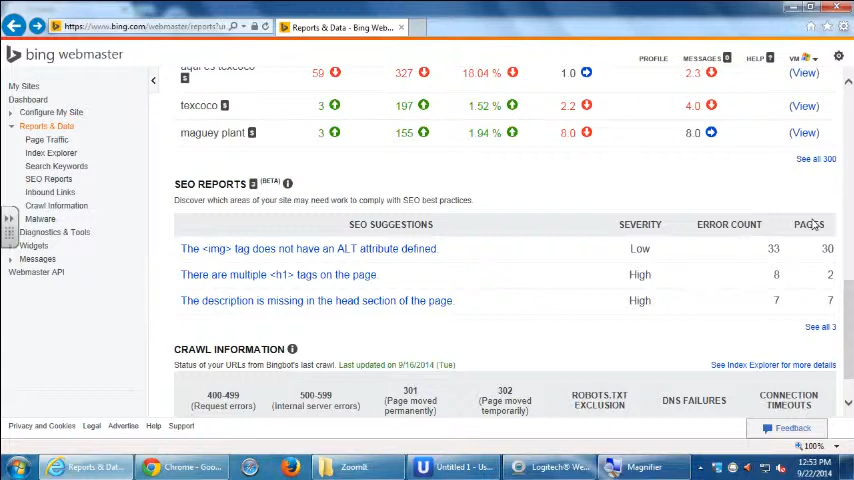 https://www.bing.com/webmaster/reports?u
Reports & Data - Bing Web...
bing webmaster
PROFILE
MESSAGES 0
HELP ?
VM
My Sites
Dashboard
Configure My Site
Reports & Data
Page Traffic
Index Explorer
Search Keywords
SEO Reports
Inbound Links
Crawl Information
Malware
Diagnostics & Tools
Widgets
Messages
Webmaster API
texcoco $ 59 327 18.04 % 1.0 2.3 (View)
texcoco $ 3 197 1.52 % 2.2 4.0 (View)
maguey plant $ 3 155 1.94 % 8.0 8.0 (View)
See all 300
SEO REPORTS 3 (BETA)
Discover which areas of your site may need work to comply with SEO best practices.
SEO SUGGESTIONS SEVERITY ERROR COUNT PAGES
The <img> tag does not have an ALT attribute defined. Low 33 30
There are multiple <h1> tags on the page. High 8 2
The description is missing in the head section of the page. High 7 7
See all 3
CRAWL INFORMATION
Status of your URLs from Bingbot's last crawl. Last updated on 9/16/2014 (Tue)
See Index Explorer for more details
400-499 (Request errors)
500-599 (Internal server errors)
301 (Page moved permanently)
302 (Page moved temporarily)
ROBOTS.TXT EXCLUSION
DNS FAILURES
CONNECTION TIMEOUTS
Privacy and Cookies Legal Advertise Help Support
Feedback
100%
Reports & Da...
Chrome - Goo...
ZoomIt
Untitled 1 - Us...
Logitech® We...
Magnifier
12:53 PM
9/22/2014